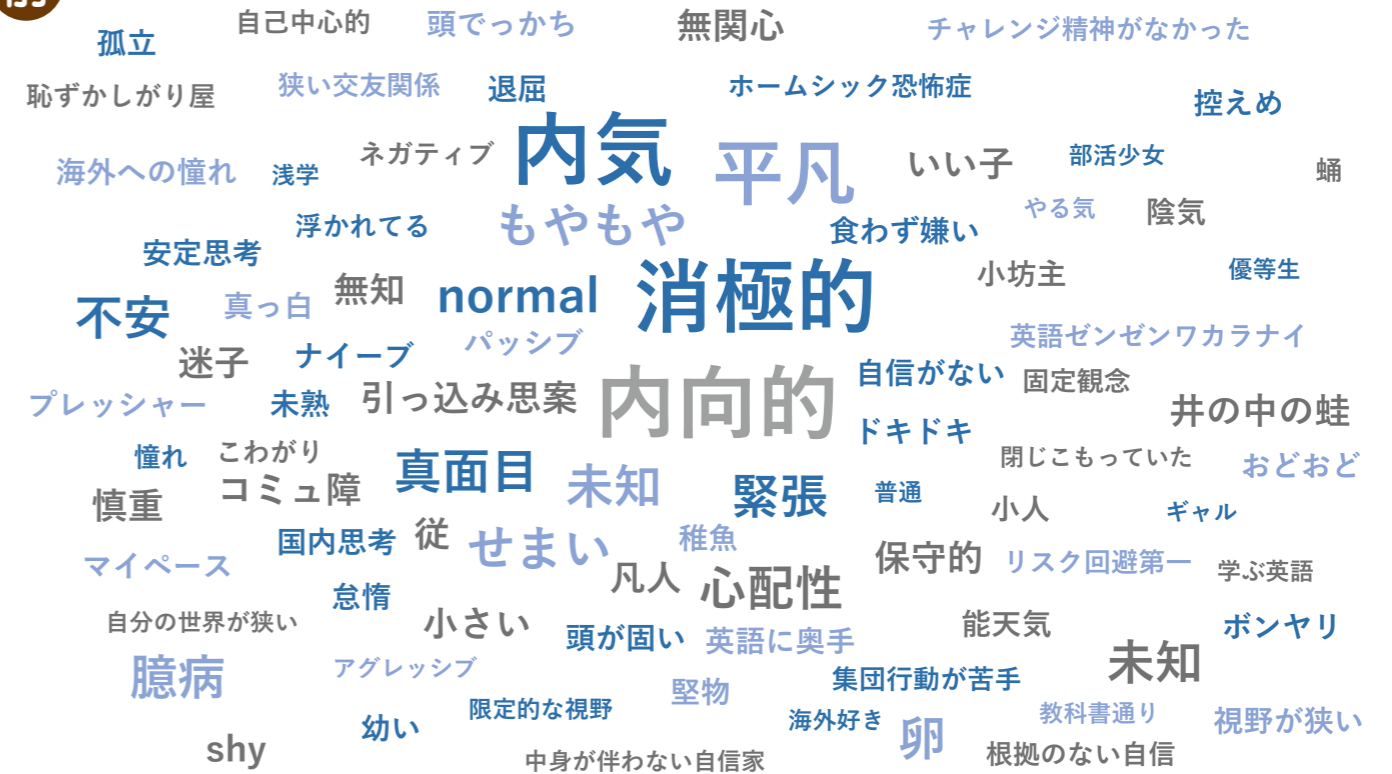 自己中心的
頭でっかち
無関心
チャレンジ精神がなかった
孤立
恥ずかしがり屋
狭い交友関係
退屈
ホームシック恐怖症
控えめ
内気
平凡
ネガティブ
いい子
部活少女
海外への憧れ
浅学
蛹
もやもや
やる気
陰気
浮かれてる
食わず嫌い
安定思考
小坊主
優等生
無知
normal
消極的
不安
真っ白
パッシブ
英語ゼンゼンワカラナイ
迷子
ナイーブ
自信がない
固定観念
プレッシャー
未熟
引っ込み思案
内向的
井の中の蛙
ドキドキ
憧れ
こわがり
閉じこもっていた
おどおど
真面目
未知
緊張
普通
コミュ障
慎重
小人
ギャル
国内思考
従
せまい
稚魚
保守的
リスク回避第一
学ぶ英語
マイペース
凡人
心配性
怠惰
自分の世界が狭い
小さい
頭が固い
英語に奥手
能天気
ボンヤリ
臆病
アグレッシブ
未知
集団行動が苦手
堅物
限定的な視野
海外好き
教科書通り
視野が狭い
幼い
卵
shy
中身が伴わない自信家
根拠のない自信